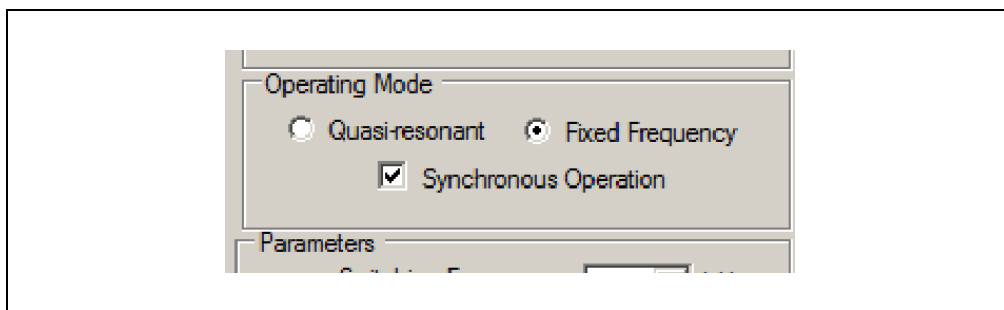 Operating Mode
Quasi-resonant Fixed Frequency
Synchronous Operation
Parameters